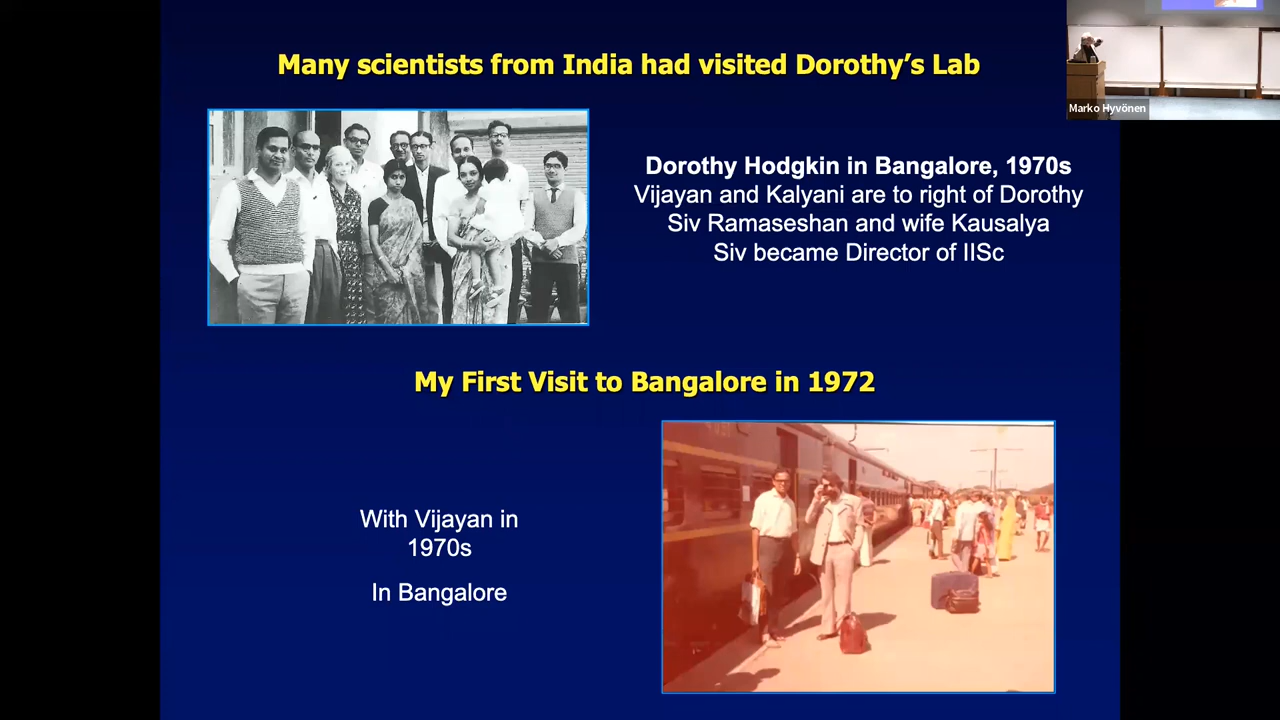 Many scientists from India had visited Dorothy’s Lab
Marko Hyvönen
Dorothy Hodgkin in Bangalore, 1970s
Vijayan and Kalyani are to right of Dorothy
Siv Ramaseshan and wife Kausalya
Siv became Director of IISc
My First Visit to Bangalore in 1972
With Vijayan in
1970s
In Bangalore